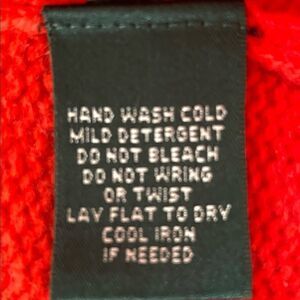 HAND WASH COLD
MILD DETERGENT
DO NOT BLEACH
DO NOT WRING
OR TWIST
LAY FLAT TO DRY
COOL IRON
IF NEEDED